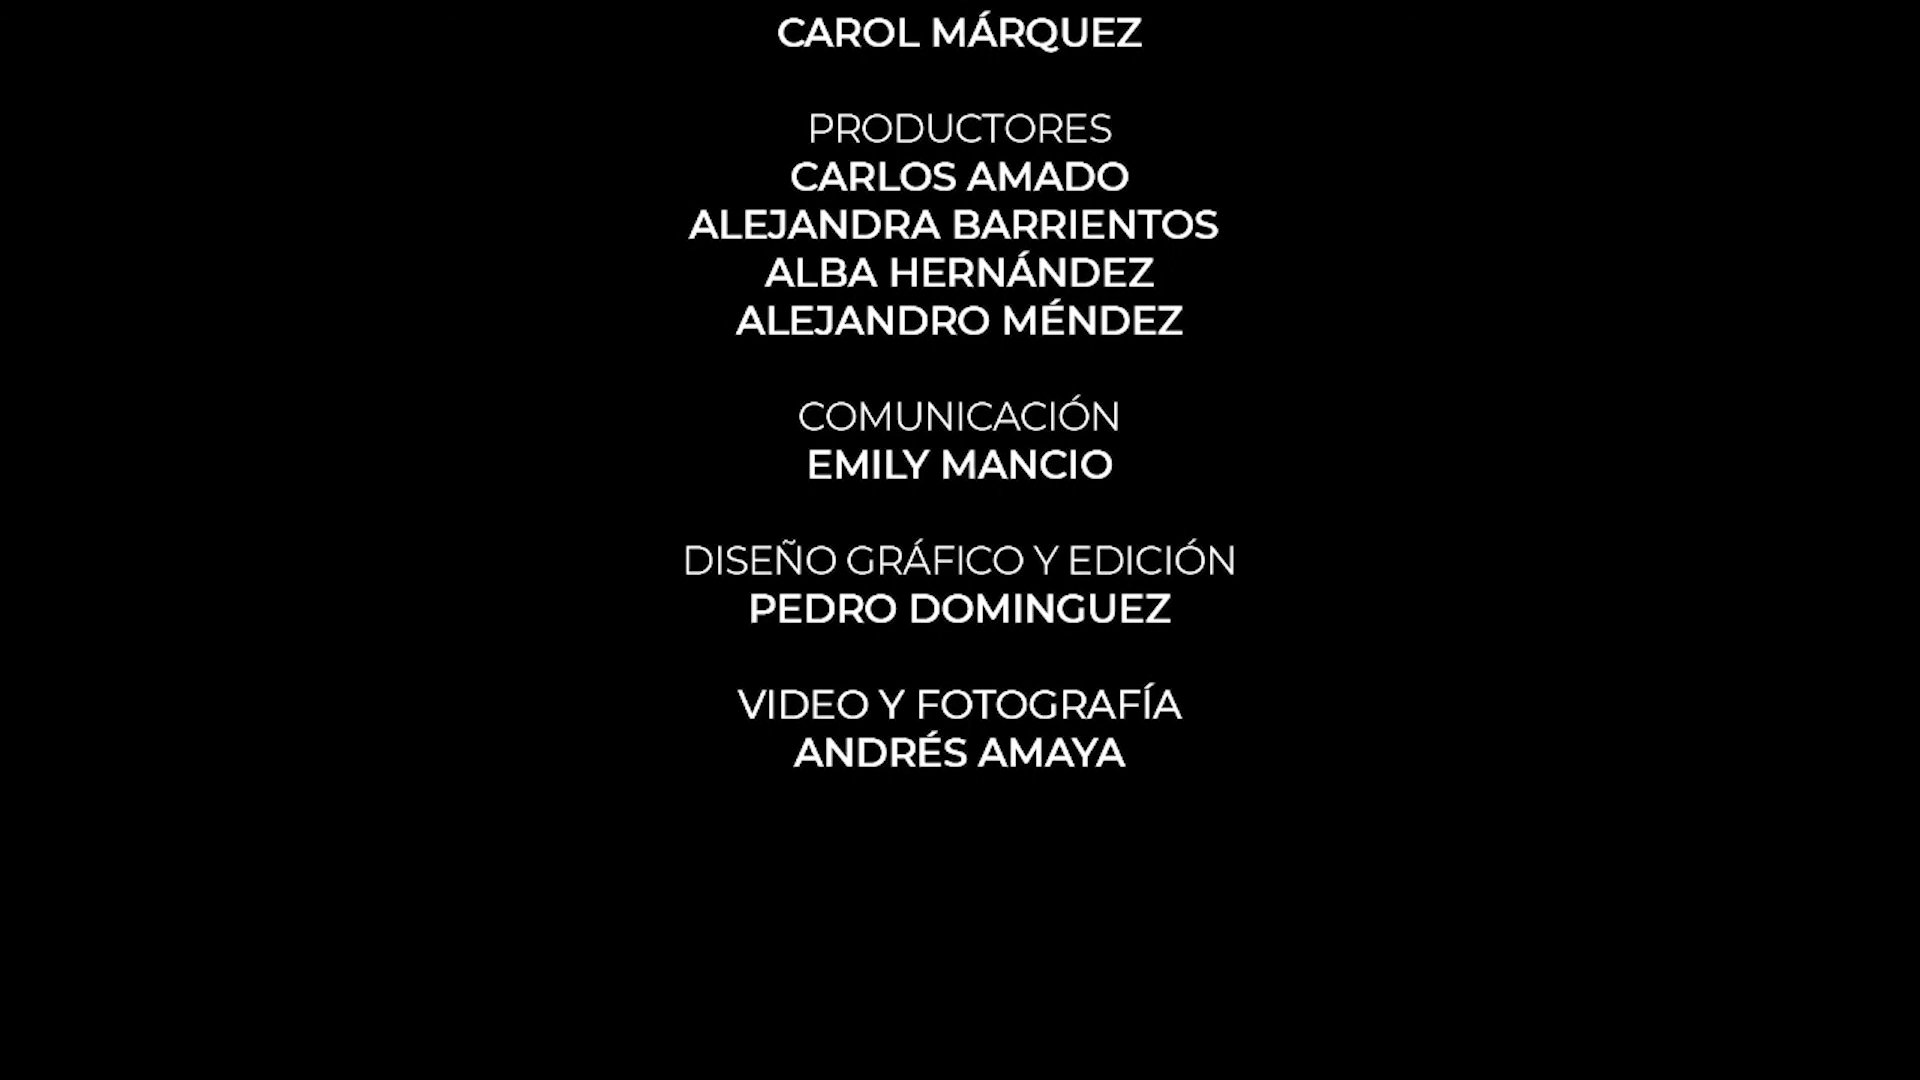 CAROL MÁRQUEZ
PRODUCTORES
CARLOS AMADO
ALEJANDRA BARRIENTOS
ALBA HERNÁNDEZ
ALEJANDRO MÉNDEZ
COMUNICACIÓN
EMILY MANCIO
DISEÑO GRÁFICO Y EDICIÓN
PEDRO DOMINGUEZ
VIDEO Y FOTOGRAFÍA
ANDRÉS AMAYA